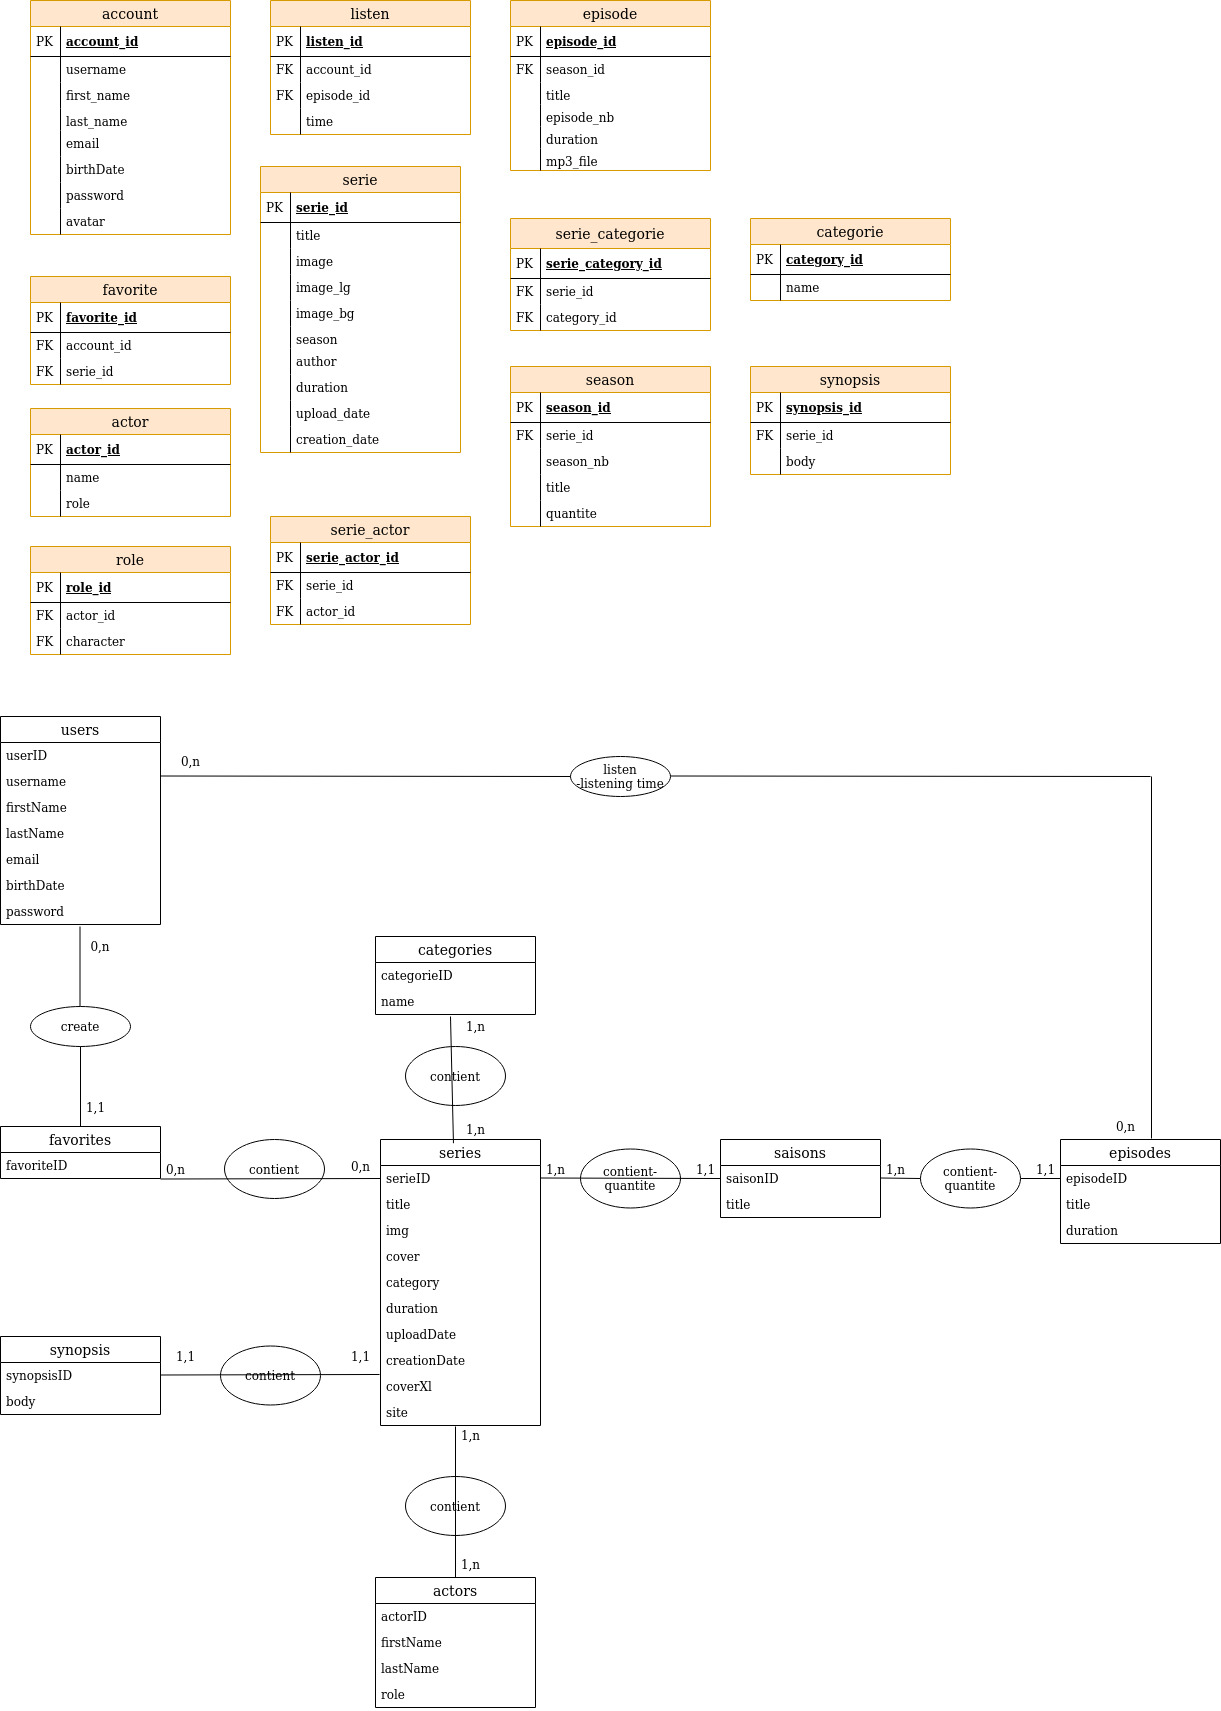 account
PK account_id
username
first_name
last_name
email
birthDate
password
avatar
listen
PK listen_id
FK account_id
FK episode_id
time
episode
PK episode_id
FK season_id
title
episode_nb
duration
mp3_file
serie
PK serie_id
title
image
image_lg
image_bg
season
author
duration
upload_date
creation_date
serie_categorie
PK serie_category_id
FK serie_id
FK category_id
categorie
PK category_id
name
favorite
PK favorite_id
FK account_id
FK serie_id
season
PK season_id
FK serie_id
season_nb
title
quantite
synopsis
PK synopsis_id
FK serie_id
body
actor
PK actor_id
name
role
serie_actor
PK serie_actor_id
FK serie_id
FK actor_id
role
PK role_id
FK actor_id
FK character
users
userID
username
firstName
lastName
email
birthDate
password
0,n
listen
-listening time
0,n
0,n
create
1,1
categories
categorieID
name
1,n
contient
1,n
favorites
favoriteID
0,n
contient
0,n
series
serieID
title
img
cover
category
duration
uploadDate
creationDate
coverXl
site
1,n
contient-
quantite
1,1
saisons
saisonID
title
1,n
contient-
quantite
1,1
episodes
episodeID
title
duration
synopsis
synopsisID
body
1,1
contient
1,1
1,n
contient
1,n
actors
actorID
firstName
lastName
role